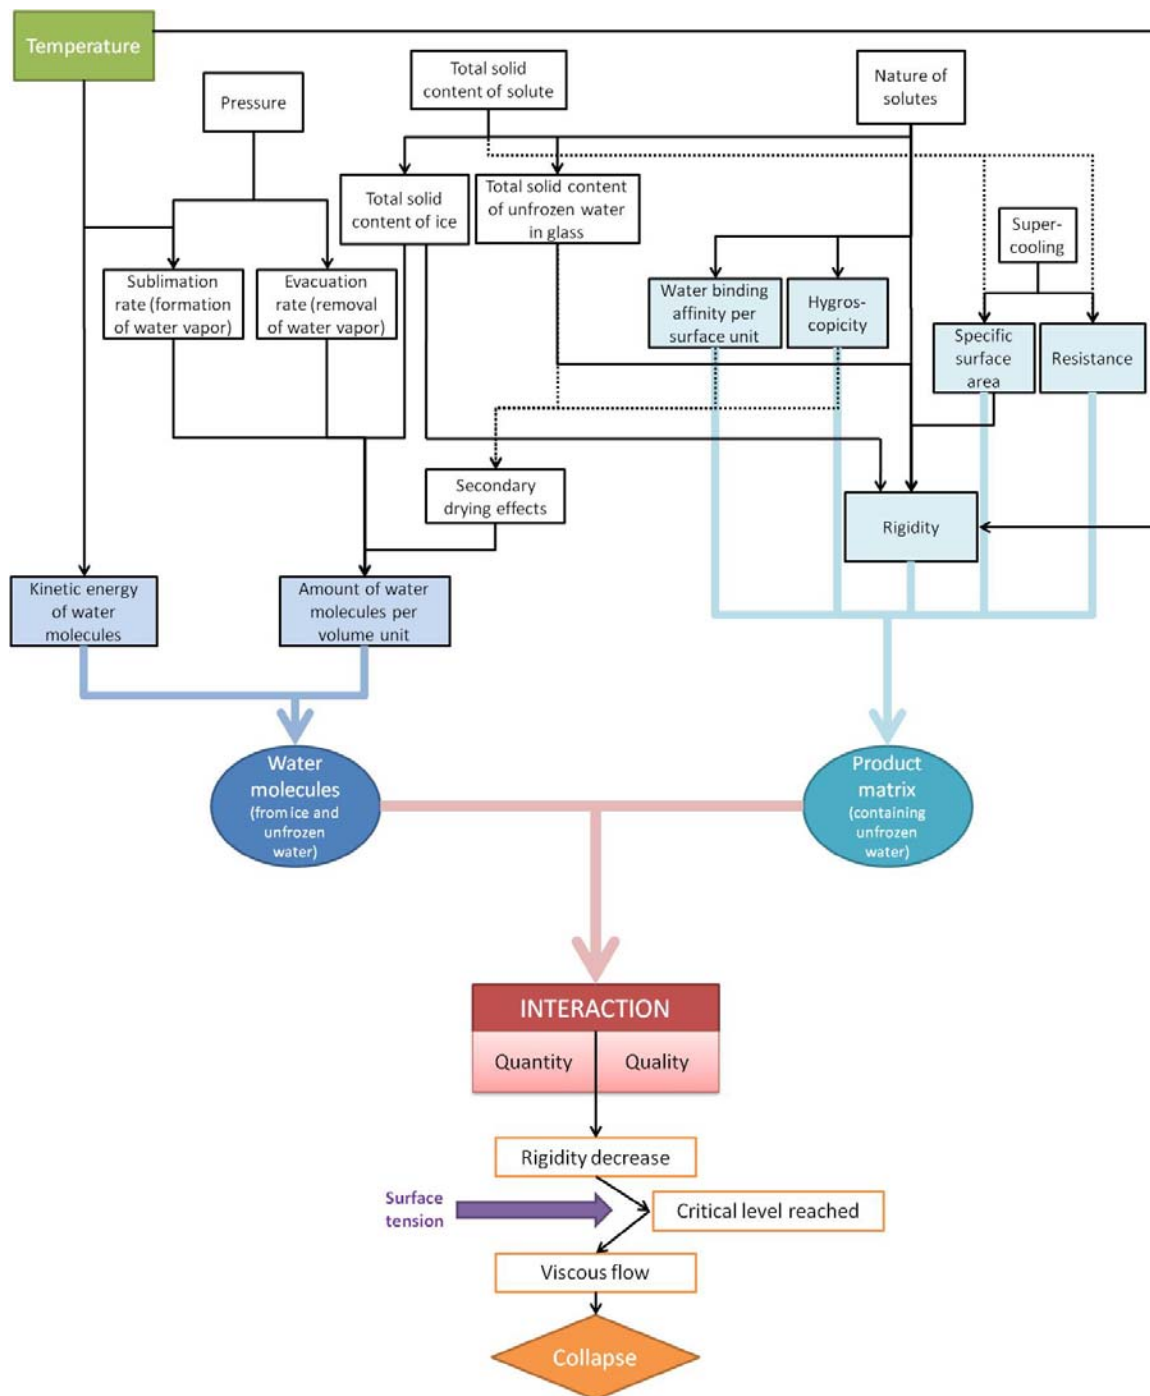 Temperature
Total solid
content of solute
Nature of
solutes
Pressure
Total solid
content of ice
Total solid content
of unfrozen water
in glass
Super-
cooling
Sublimation
rate (formation
of water vapor)
Evacuation
rate (removal
of water vapor)
Water binding
affinity per
surface unit
Hygros-
copicity
Specific
surface
area
Resistance
Secondary
drying effects
Rigidity
Kinetic energy
of water
molecules
Amount of water
molecules per
volume unit
Water
molecules
(from ice and
unfrozen
water)
Product
matrix
(containing
unfrozen
water)
INTERACTION
Quantity
Quality
Rigidity decrease
Surface
tension
Critical level reached
Viscous flow
Collapse